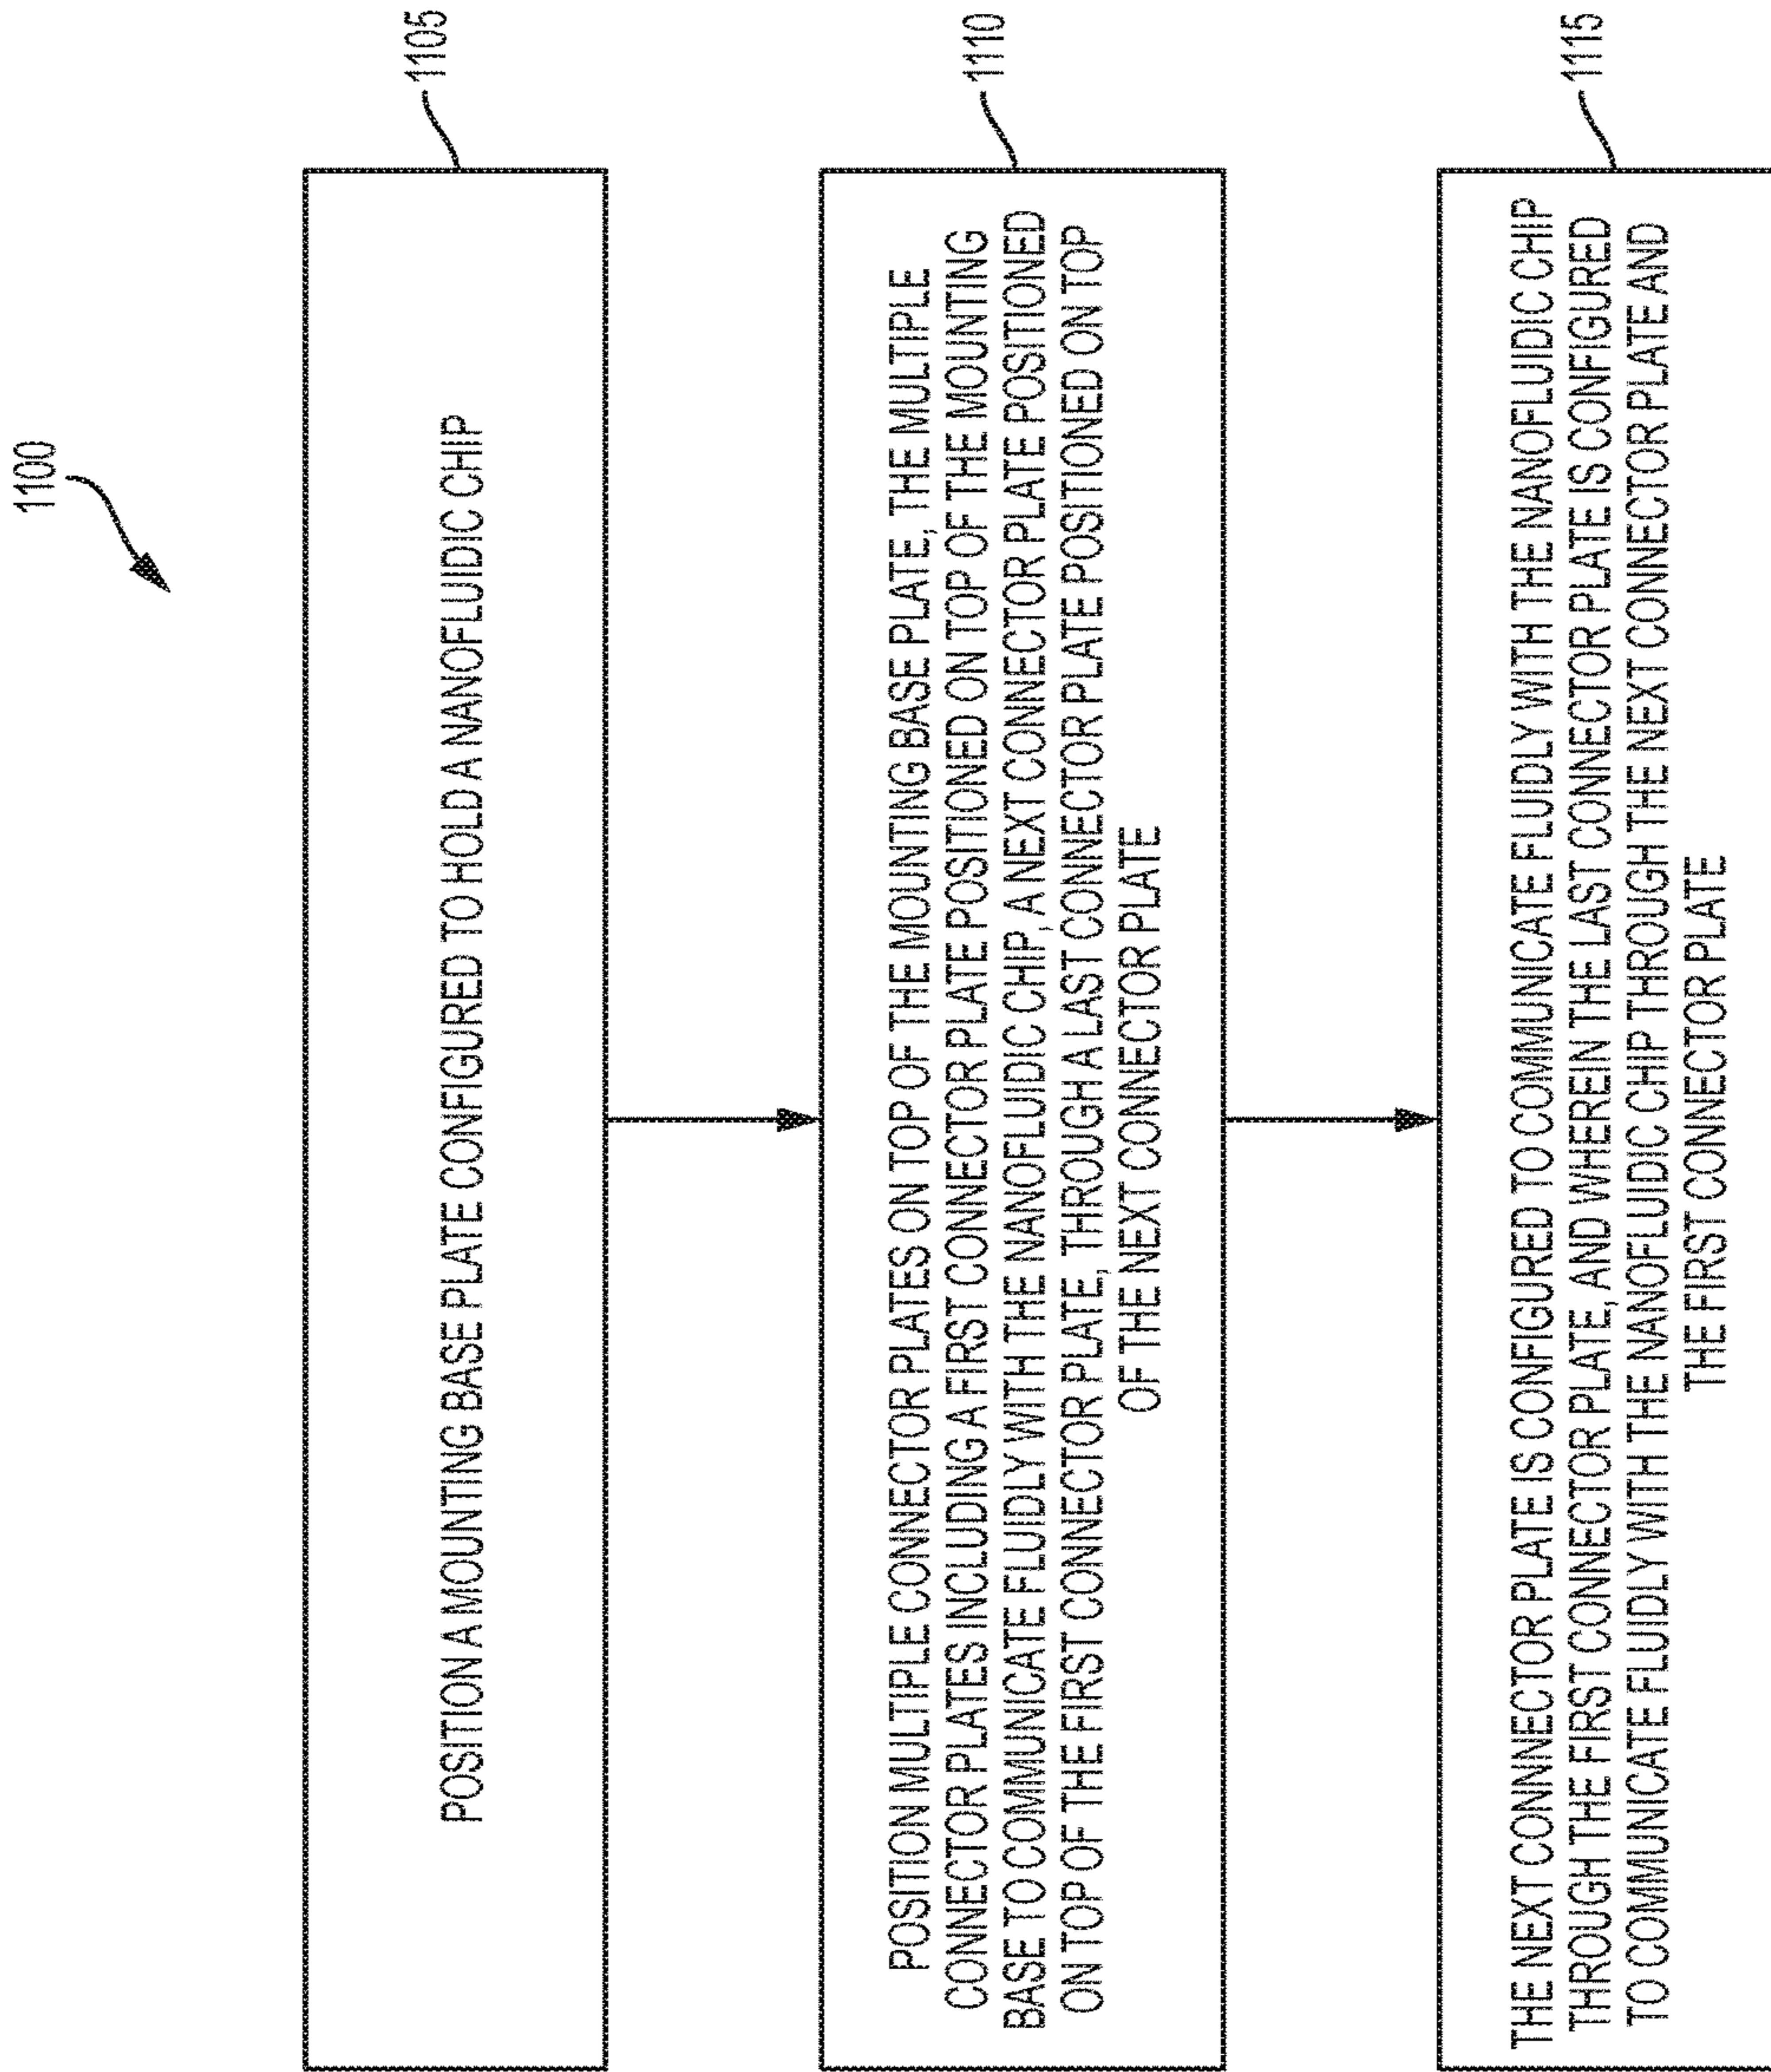 1100
POSITION A MOUNTING BASE PLATE CONFIGURED TO HOLD A NANOFLUIDIC CHIP
1105
POSITION MULTIPLE CONNECTOR PLATES ON TOP OF THE MOUNTING BASE PLATE, THE MULTIPLE
CONNECTOR PLATES INCLUDING A FIRST CONNECTOR PLATE POSITIONED ON TOP OF THE MOUNTING
BASE TO COMMUNICATE FLUIDLY WITH THE NANOFLUIDIC CHIP, A NEXT CONNECTOR PLATE POSITIONED
ON TOP OF THE FIRST CONNECTOR PLATE, THROUGH A LAST CONNECTOR PLATE POSITIONED ON TOP
OF THE NEXT CONNECTOR PLATE
1110
THE NEXT CONNECTOR PLATE IS CONFIGURED TO COMMUNICATE FLUIDLY WITH THE NANOFLUIDIC CHIP
THROUGH THE FIRST CONNECTOR PLATE, AND WHEREIN THE LAST CONNECTOR PLATE IS CONFIGURED
TO COMMUNICATE FLUIDLY WITH THE NANOFLUIDIC CHIP THROUGH THE NEXT CONNECTOR PLATE AND
THE FIRST CONNECTOR PLATE
1115